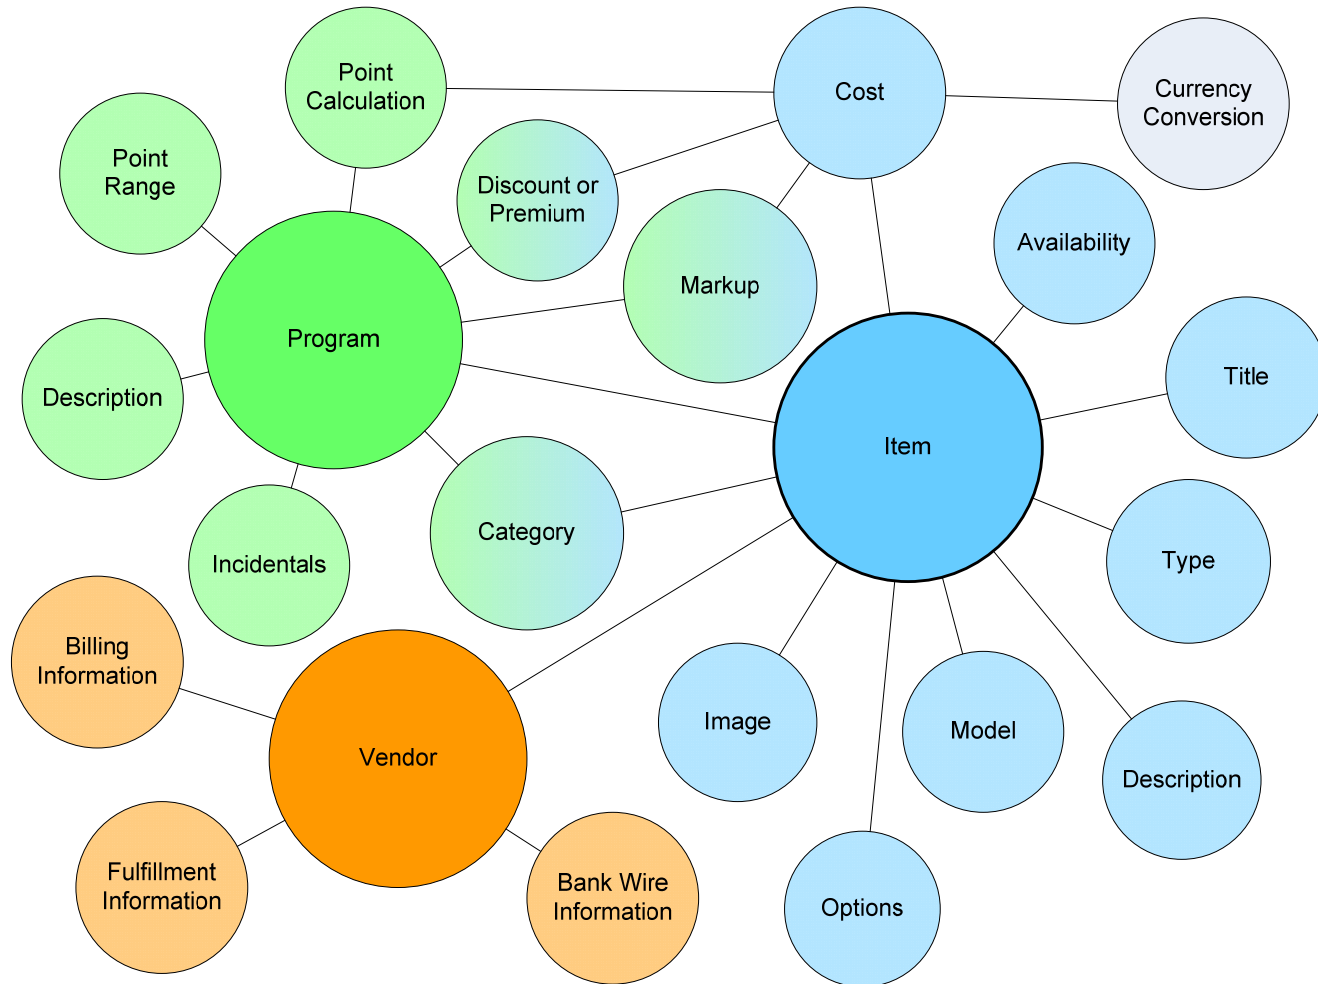 Point
Calculation
Cost
Currency
Conversion
Point
Range
Discount or
Premium
Availability
Markup
Program
Title
Description
Item
Category
Incidentals
Type
Billing
Information
Image
Model
Vendor
Description
Fulfillment
Information
Bank Wire
Information
Options